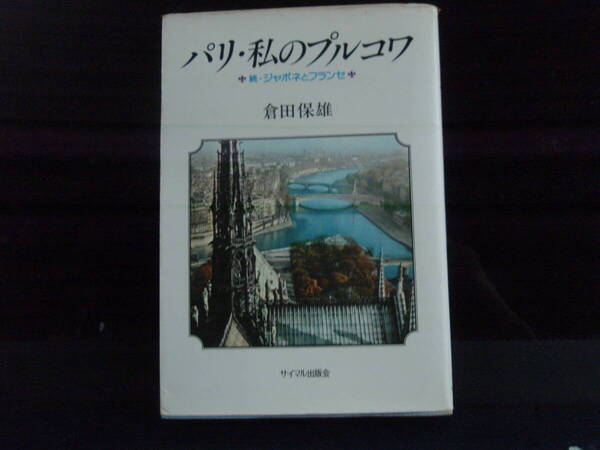 パリ・私のプルコワ
続・ジャポネとフランセ
倉田保雄
サイマル出版会